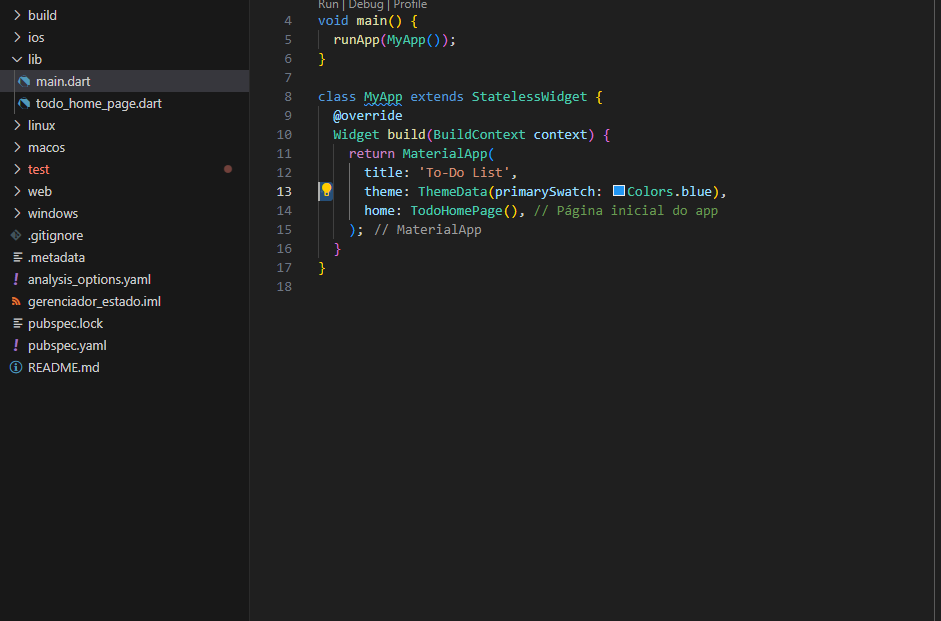 build
ios
lib
main.dart
todo_home_page.dart
linux
macos
test
web
windows
.gitignore
.metadata
analysis_options.yaml
gerenciador_estado.iml
pubspec.lock
pubspec.yaml
README.md
Run | Debug | Profile
4 void main() {
5   runApp(MyApp());
6 }
7
8 class MyApp extends StatelessWidget {
9   @override
10   Widget build(BuildContext context) {
11     return MaterialApp(
12       title: 'To-Do List',
13       theme: ThemeData(primarySwatch: Colors.blue),
14       home: TodoHomePage(), // Página inicial do app
15     ); // MaterialApp
16   }
17 }
18